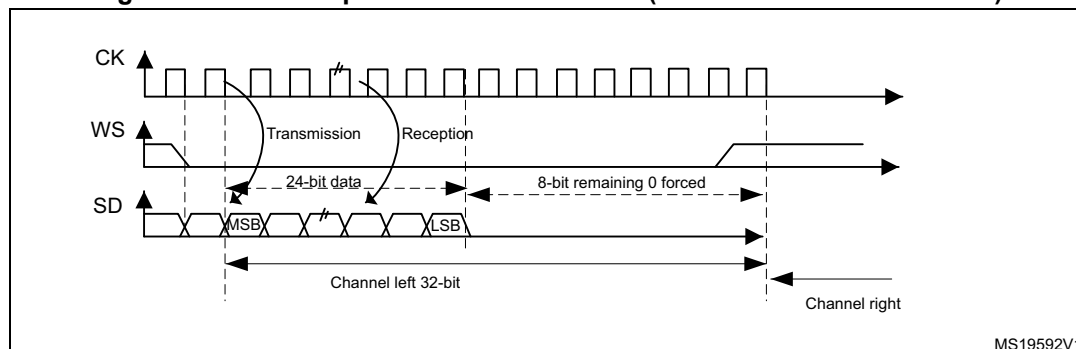 CK
WS
Transmission
Reception
24-bit data
8-bit remaining 0 forced
SD
MSB
LSB
Channel left 32-bit
Channel right